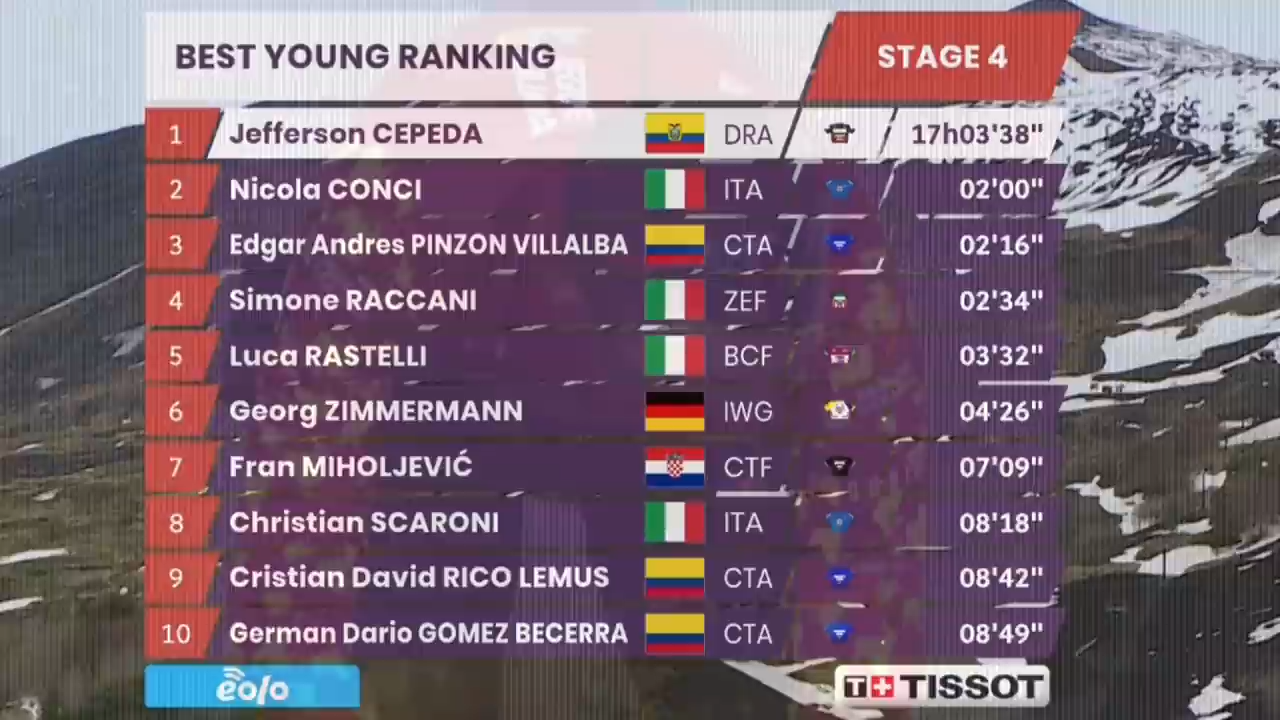 BEST YOUNG RANKING STAGE 4
1 Jefferson CEPEDA DRA 17h03'38"
2 Nicola CONCI ITA 02'00"
3 Edgar Andres PINZON VILLALBA CTA 02'16"
4 Simone RACCANI ZEF 02'34"
5 Luca RASTELLI BCF 03'32"
6 Georg ZIMMERMANN IWG 04'26"
7 Fran MIHOLJEVIĆ CTF 07'09"
8 Christian SCARONI ITA 08'18"
9 Cristian David RICO LEMUS CTA 08'42"
10 German Dario GOMEZ BECERRA CTA 08'49"
eolo T+ TISSOT